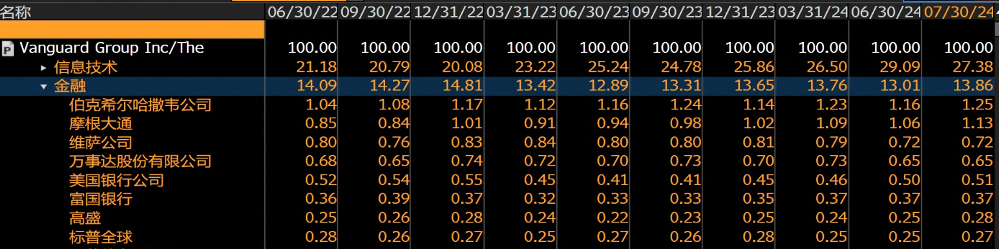 名称 06/30/22 09/30/22 12/31/22 03/31/23 06/30/23 09/30/23 12/31/23 03/31/24 06/30/24 07/30/24
P Vanguard Group Inc/The 100.00 100.00 100.00 100.00 100.00 100.00 100.00 100.00 100.00 100.00
信息技术 21.18 20.79 20.08 23.22 25.24 24.78 25.86 26.50 29.09 27.38
金融 14.09 14.27 14.81 13.42 12.89 13.31 13.65 13.76 13.01 13.86
伯克希尔哈撒韦公司 1.04 1.08 1.17 1.12 1.16 1.24 1.14 1.23 1.16 1.25
摩根大通 0.85 0.84 1.01 0.91 0.94 0.98 1.02 1.09 1.06 1.13
维萨公司 0.80 0.76 0.83 0.84 0.80 0.80 0.81 0.79 0.72 0.72
万事达股份有限公司 0.68 0.65 0.74 0.72 0.70 0.73 0.70 0.73 0.65 0.65
美国银行公司 0.52 0.54 0.55 0.45 0.41 0.41 0.45 0.46 0.50 0.51
富国银行 0.36 0.39 0.37 0.32 0.33 0.33 0.35 0.37 0.37 0.37
高盛 0.25 0.26 0.28 0.24 0.22 0.23 0.25 0.24 0.25 0.28
标普全球 0.28 0.26 0.27 0.25 0.27 0.26 0.28 0.25 0.25 0.27